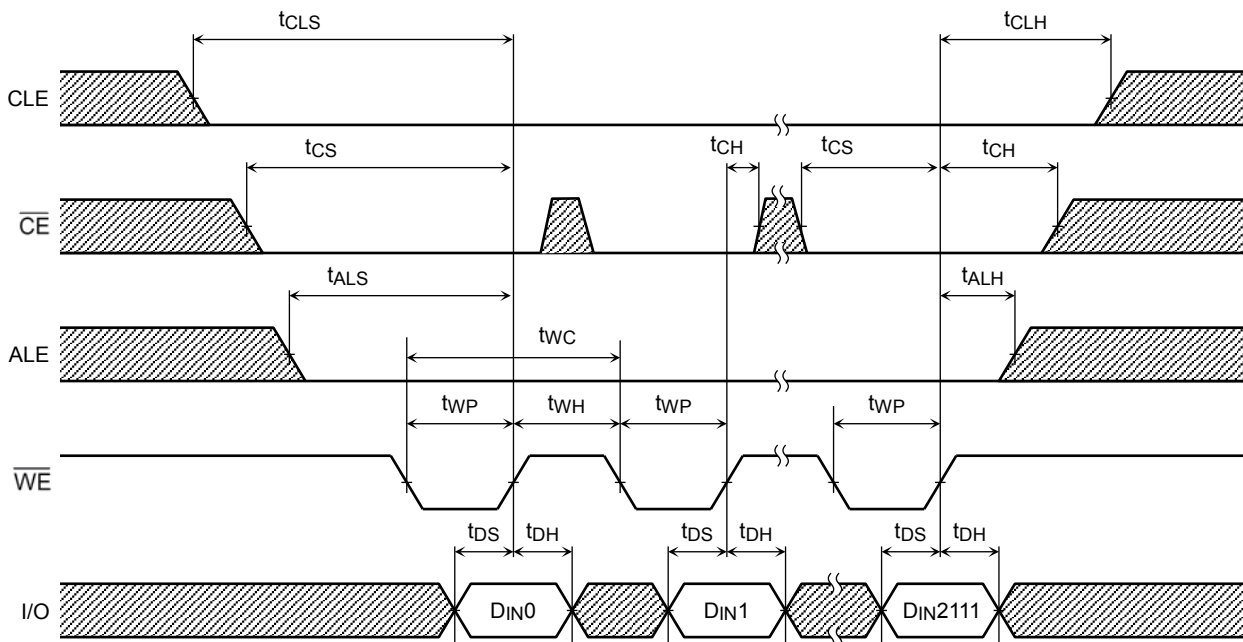 tCLS tCLH
CLE
tCS tCH tCS tCH
CE
tALS tALH
ALE
tWC
tWP tWH tWP tWP
WE
tDS tDH tDS tDH tDS tDH
I/O DIN0 DIN1 DIN2111